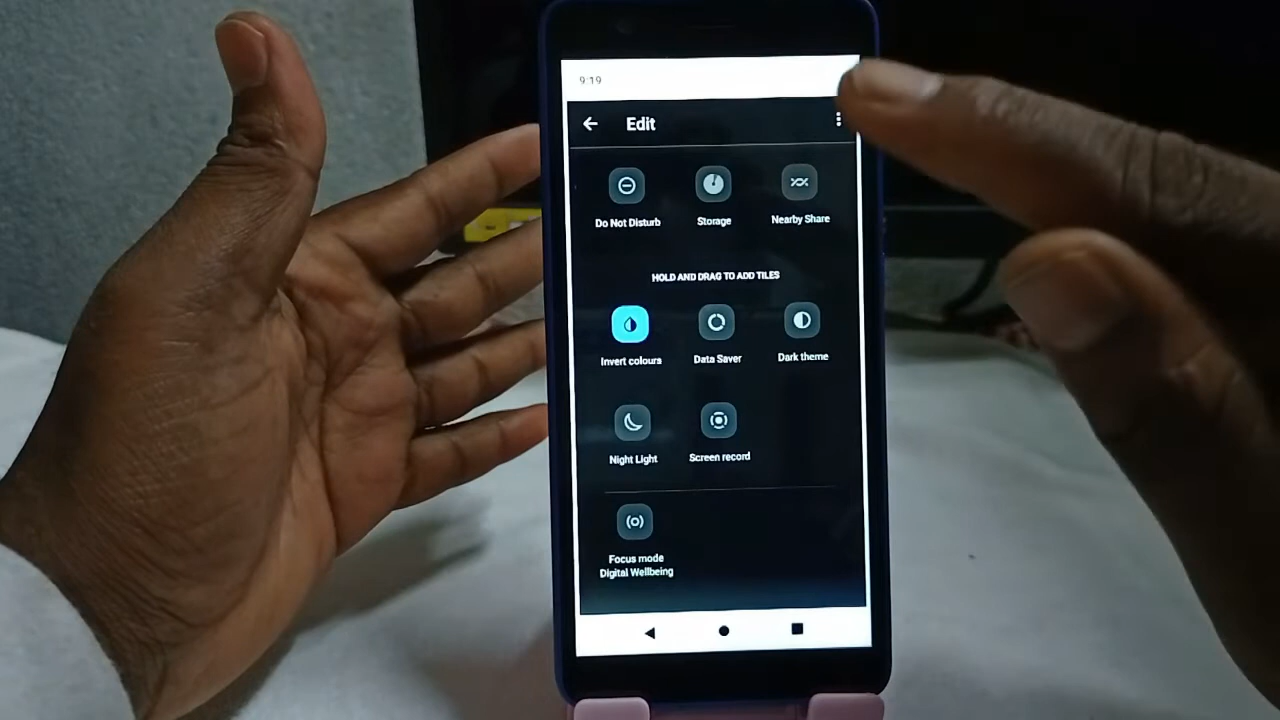 9:19
Edit
Do Not Disturb
Storage
Nearby Share
HOLD AND DRAG TO ADD TILES
Invert colours
Data Saver
Dark theme
Night Light
Screen record
Focus mode
Digital Wellbeing